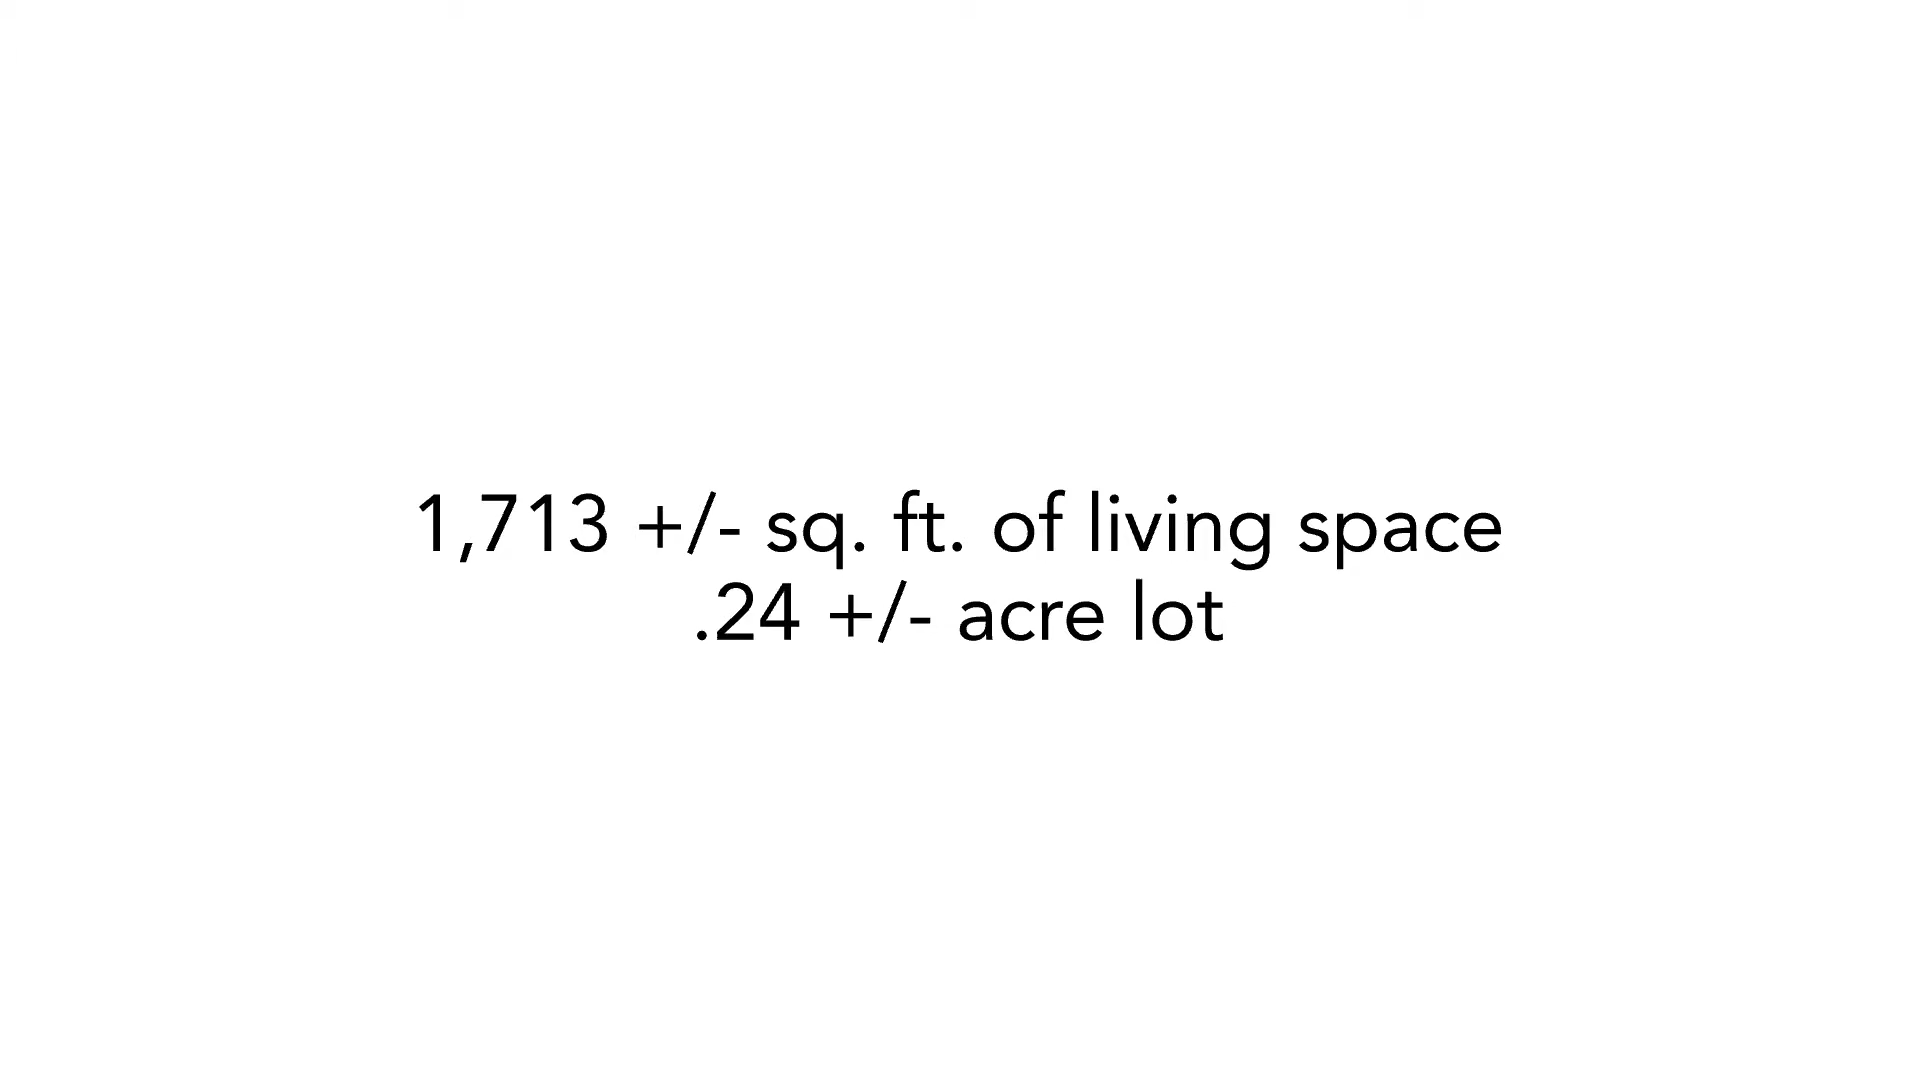 1,713 +/- sq. ft. of living space
.24 +/- acre lot